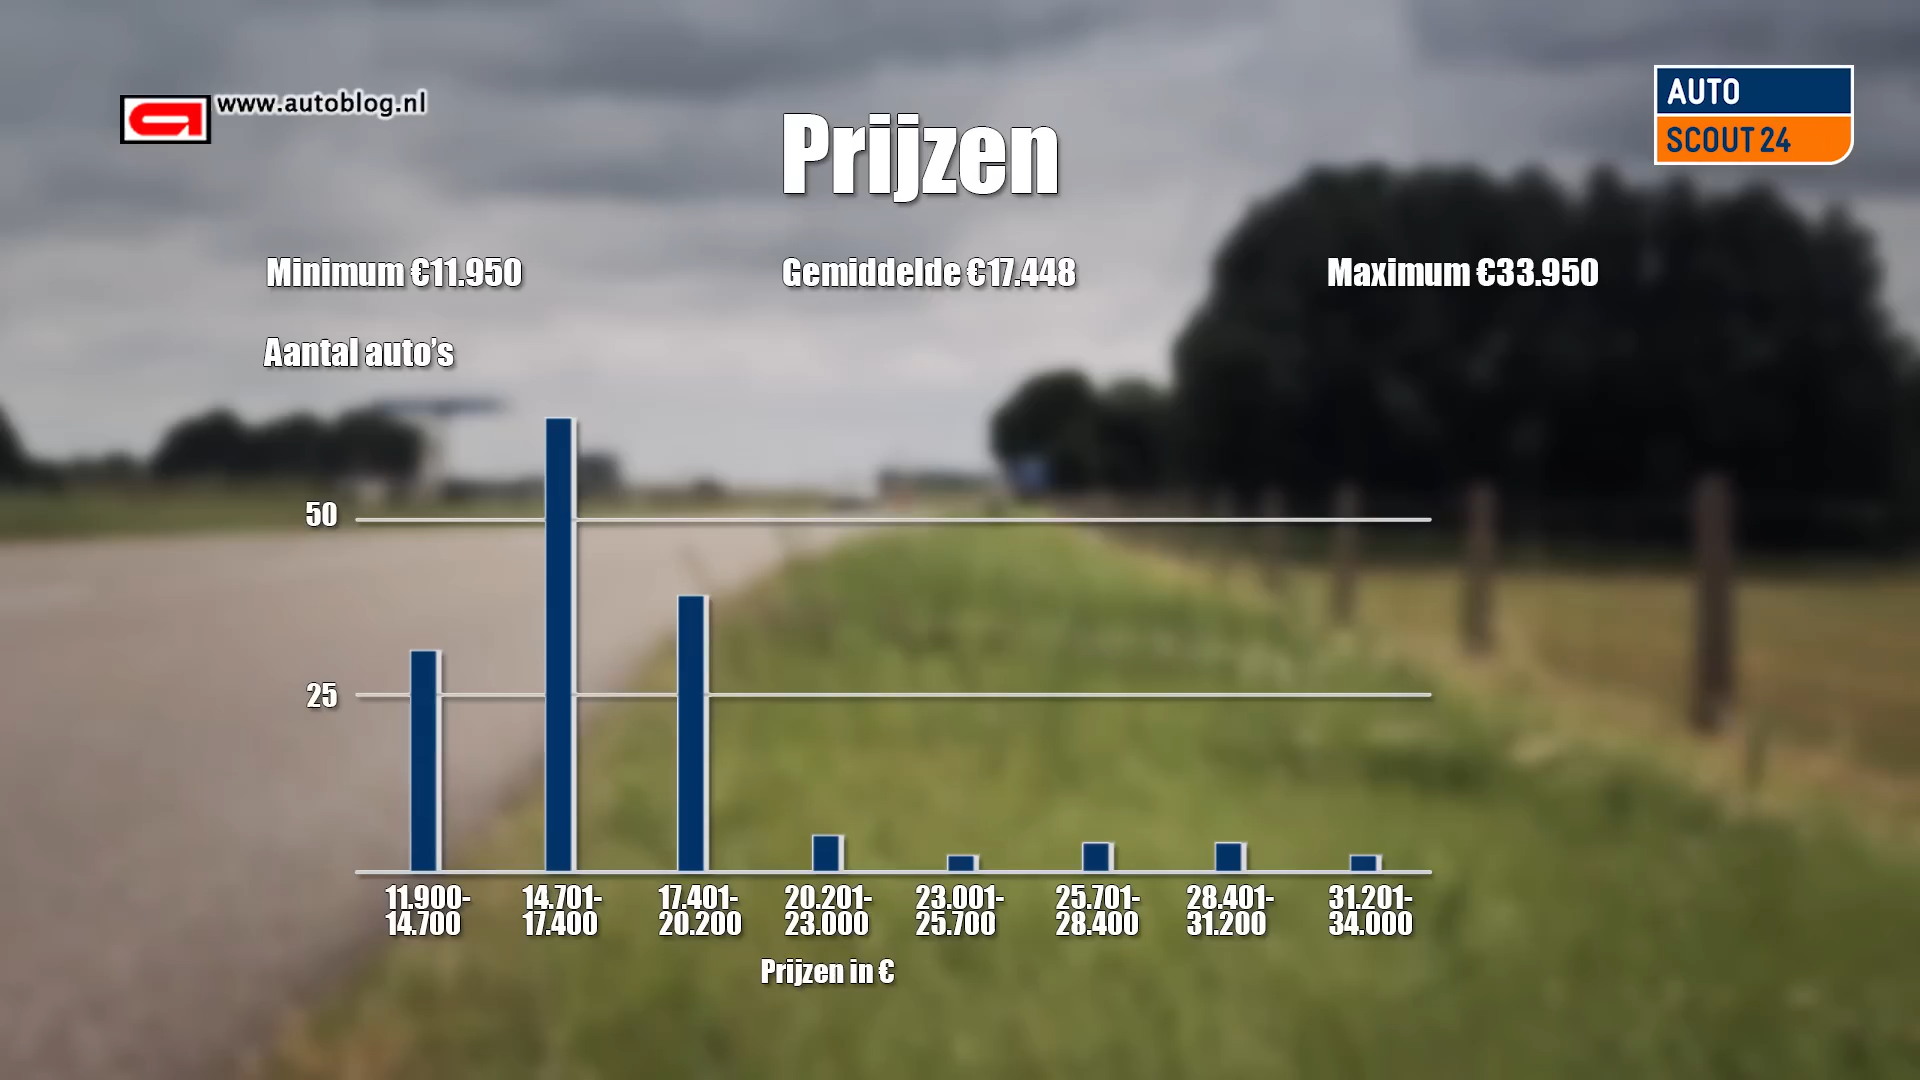 www.autoblog.nl
AUTO
SCOUT 24
Prijzen
Minimum €11.950
Gemiddelde €17.448
Maximum €33.950
Aantal auto's
50
25
11.900-
14.700
14.701-
17.400
17.401-
20.200
20.201-
23.000
23.001-
25.700
25.701-
28.400
28.401-
31.200
31.201-
34.000
Prijzen in €